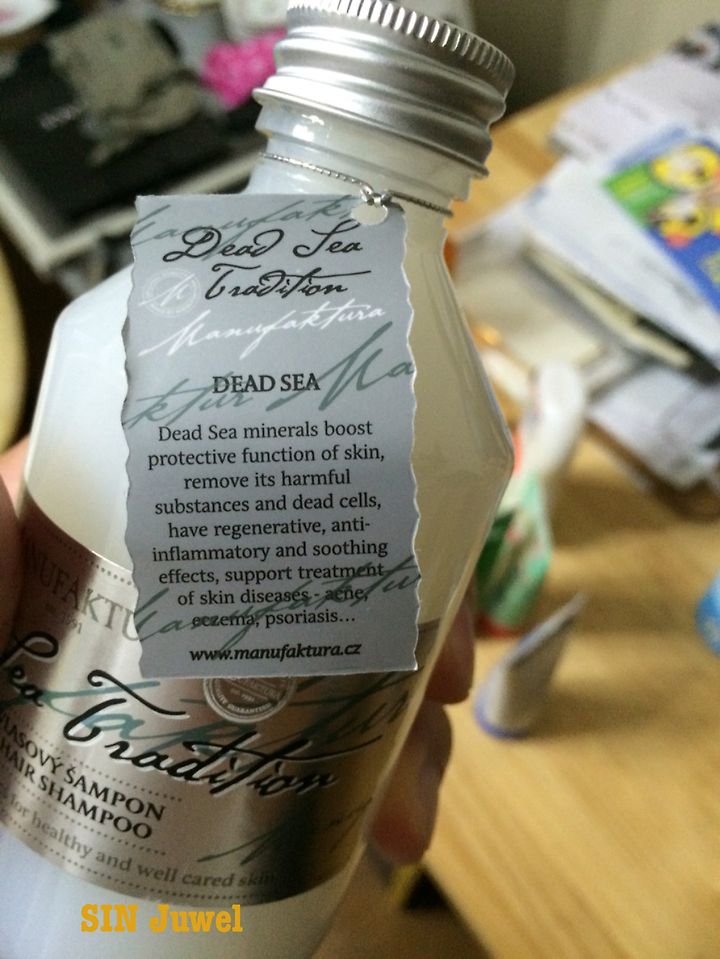 Dead Sea
Tradition
Manufaktura
DEAD SEA
Dead Sea minerals boost
protective function of skin,
remove its harmful
substances and dead cells,
have regenerative, anti-
inflammatory and soothing
effects, support treatment
of skin diseases - acne,
eczema, psoriasis...
www.manufaktura.cz
Sea
Tradition
VLASOVÝ ŠAMPON
HAIR SHAMPOO
for healthy and well cared skin
SIN Juwel